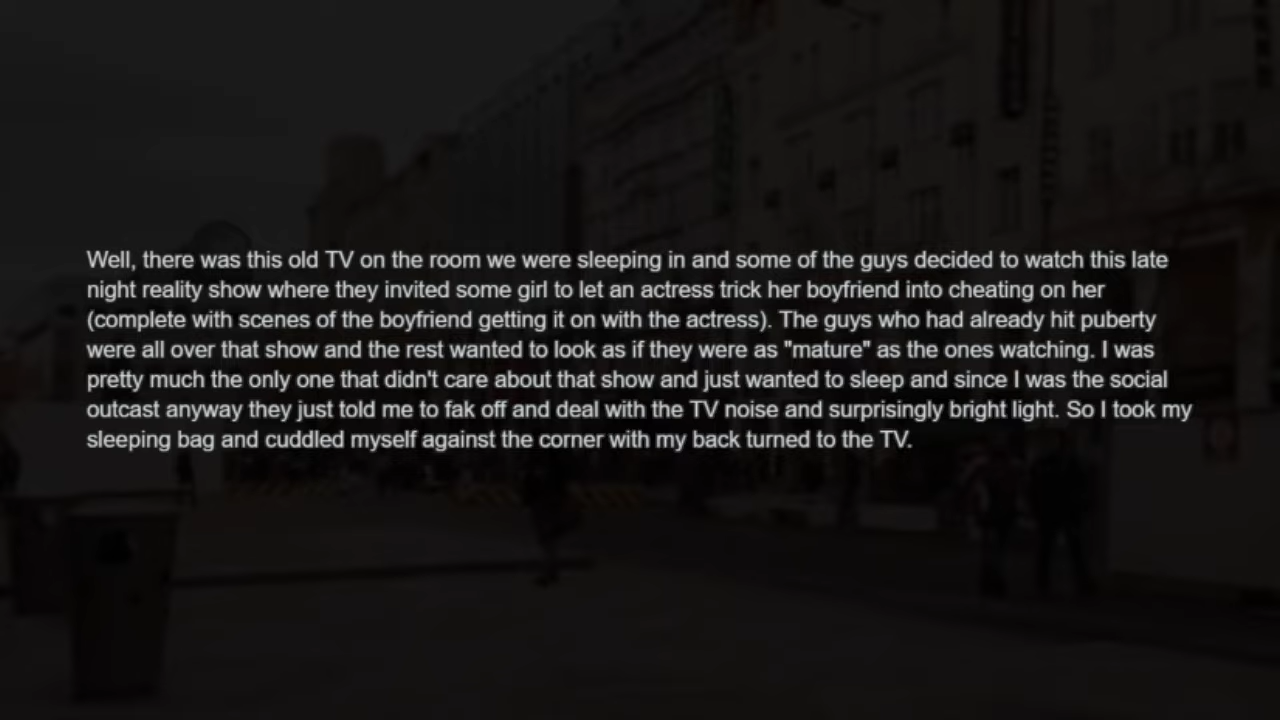 Well, there was this old TV on the room we were sleeping in and some of the guys decided to watch this late
night reality show where they invited some girl to let an actress trick her boyfriend into cheating on her
(complete with scenes of the boyfriend getting it on with the actress). The guys who had already hit puberty
were all over that show and the rest wanted to look as if they were as "mature" as the ones watching. I was
pretty much the only one that didn't care about that show and just wanted to sleep and since I was the social
outcast anyway they just told me to fak off and deal with the TV noise and surprisingly bright light. So I took my
sleeping bag and cuddled myself against the corner with my back turned to the TV.